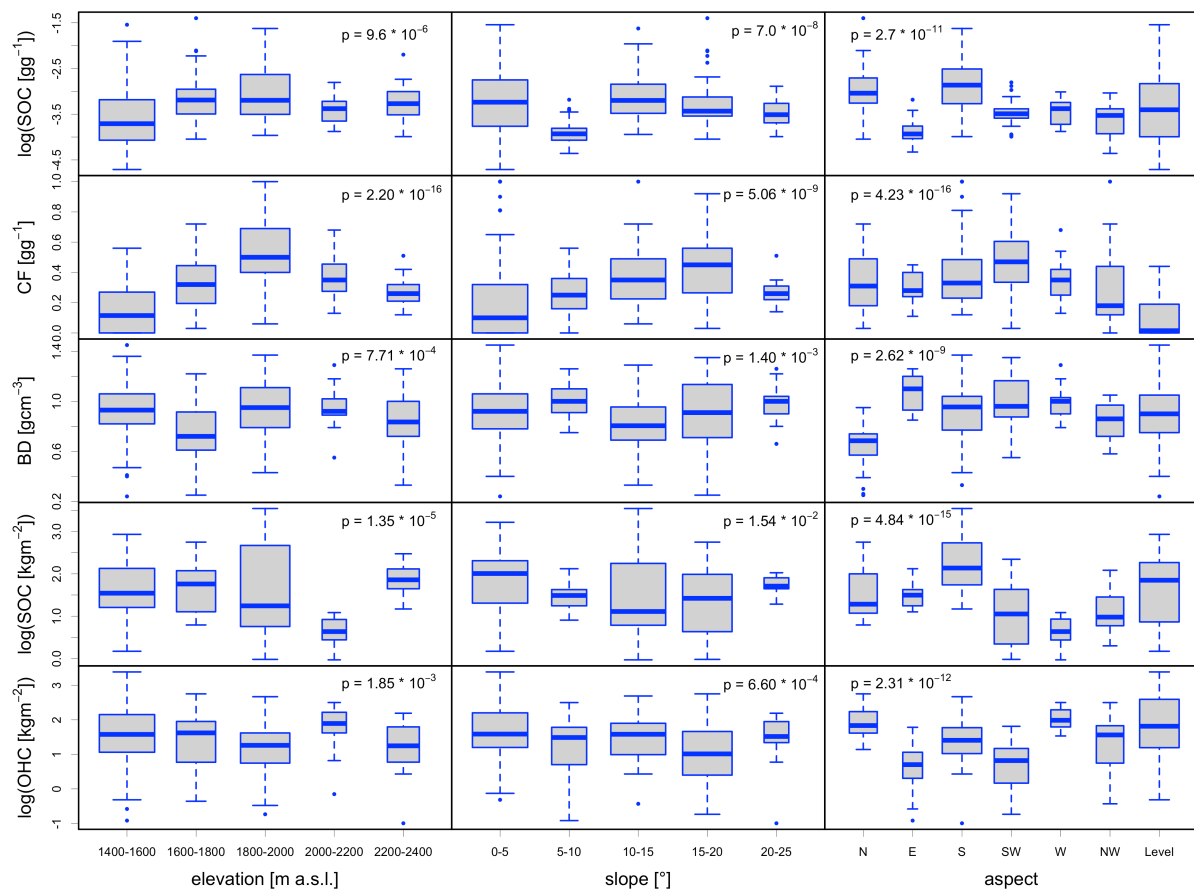 log(SOC [gg⁻¹])
-4.5 -3.5 -2.5 -1.5
p = 9.6 * 10⁻⁶
p = 7.0 * 10⁻⁸
p = 2.7 * 10⁻¹¹
CF [gg⁻¹]
0.0 0.2 0.4 0.6 0.8 1.0
p = 2.20 * 10⁻¹⁶
p = 5.06 * 10⁻⁹
p = 4.23 * 10⁻¹⁶
BD [gcm⁻³]
0.2 0.6 1.0 1.40
p = 7.71 * 10⁻⁴
p = 1.40 * 10⁻³
p = 2.62 * 10⁻⁹
log(SOC [kgm⁻²])
0.0 1.0 2.0 3.0
p = 1.35 * 10⁻⁵
p = 1.54 * 10⁻²
p = 4.84 * 10⁻¹⁵
log(OHC [kgm⁻²])
-1 0 1 2 3
p = 1.85 * 10⁻³
p = 6.60 * 10⁻⁴
p = 2.31 * 10⁻¹²
1400-1600 1600-1800 1800-2000 2000-2200 2200-2400
0-5 5-10 10-15 15-20 20-25
N E S SW W NW Level
elevation [m a.s.l.]
slope [°]
aspect